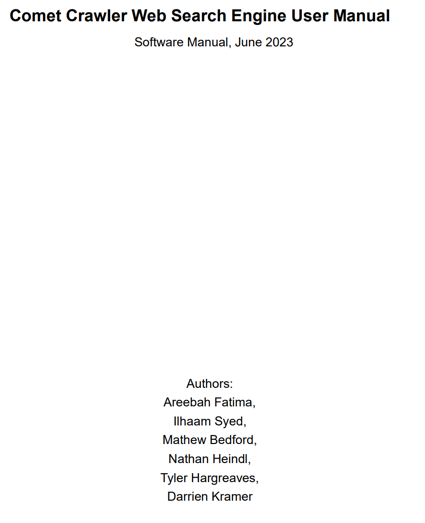 Comet Crawler Web Search Engine User Manual
Software Manual, June 2023
Authors:
Areebah Fatima,
Ilhaam Syed,
Mathew Bedford,
Nathan Heindl,
Tyler Hargreaves,
Darrien Kramer